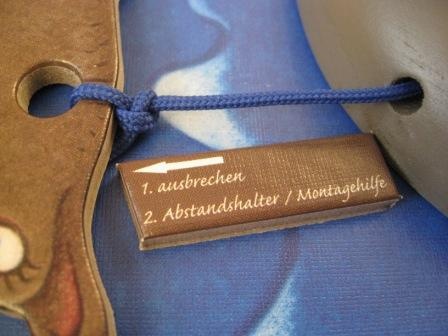 1. ausbrechen
2. Abstandshalter / Montagehilfe